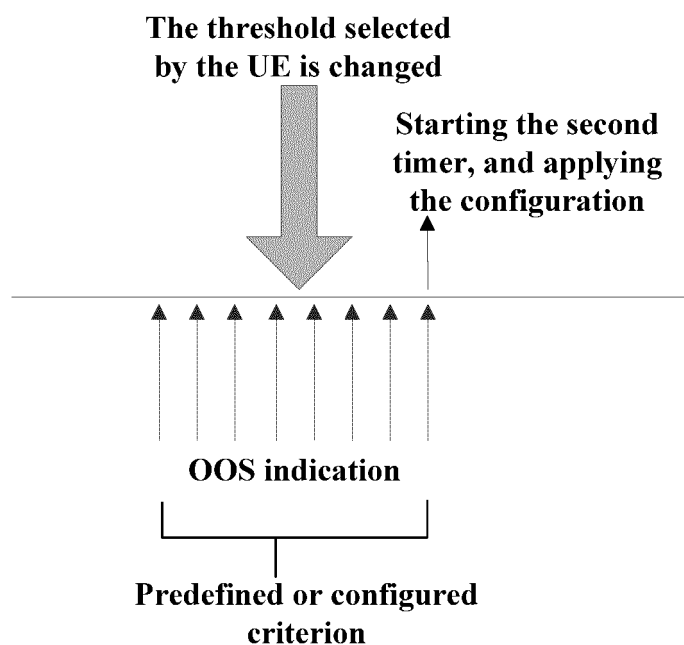 The threshold selected
by the UE is changed
Starting the second
timer, and applying
the configuration
OOS indication
Predefined or configured
criterion